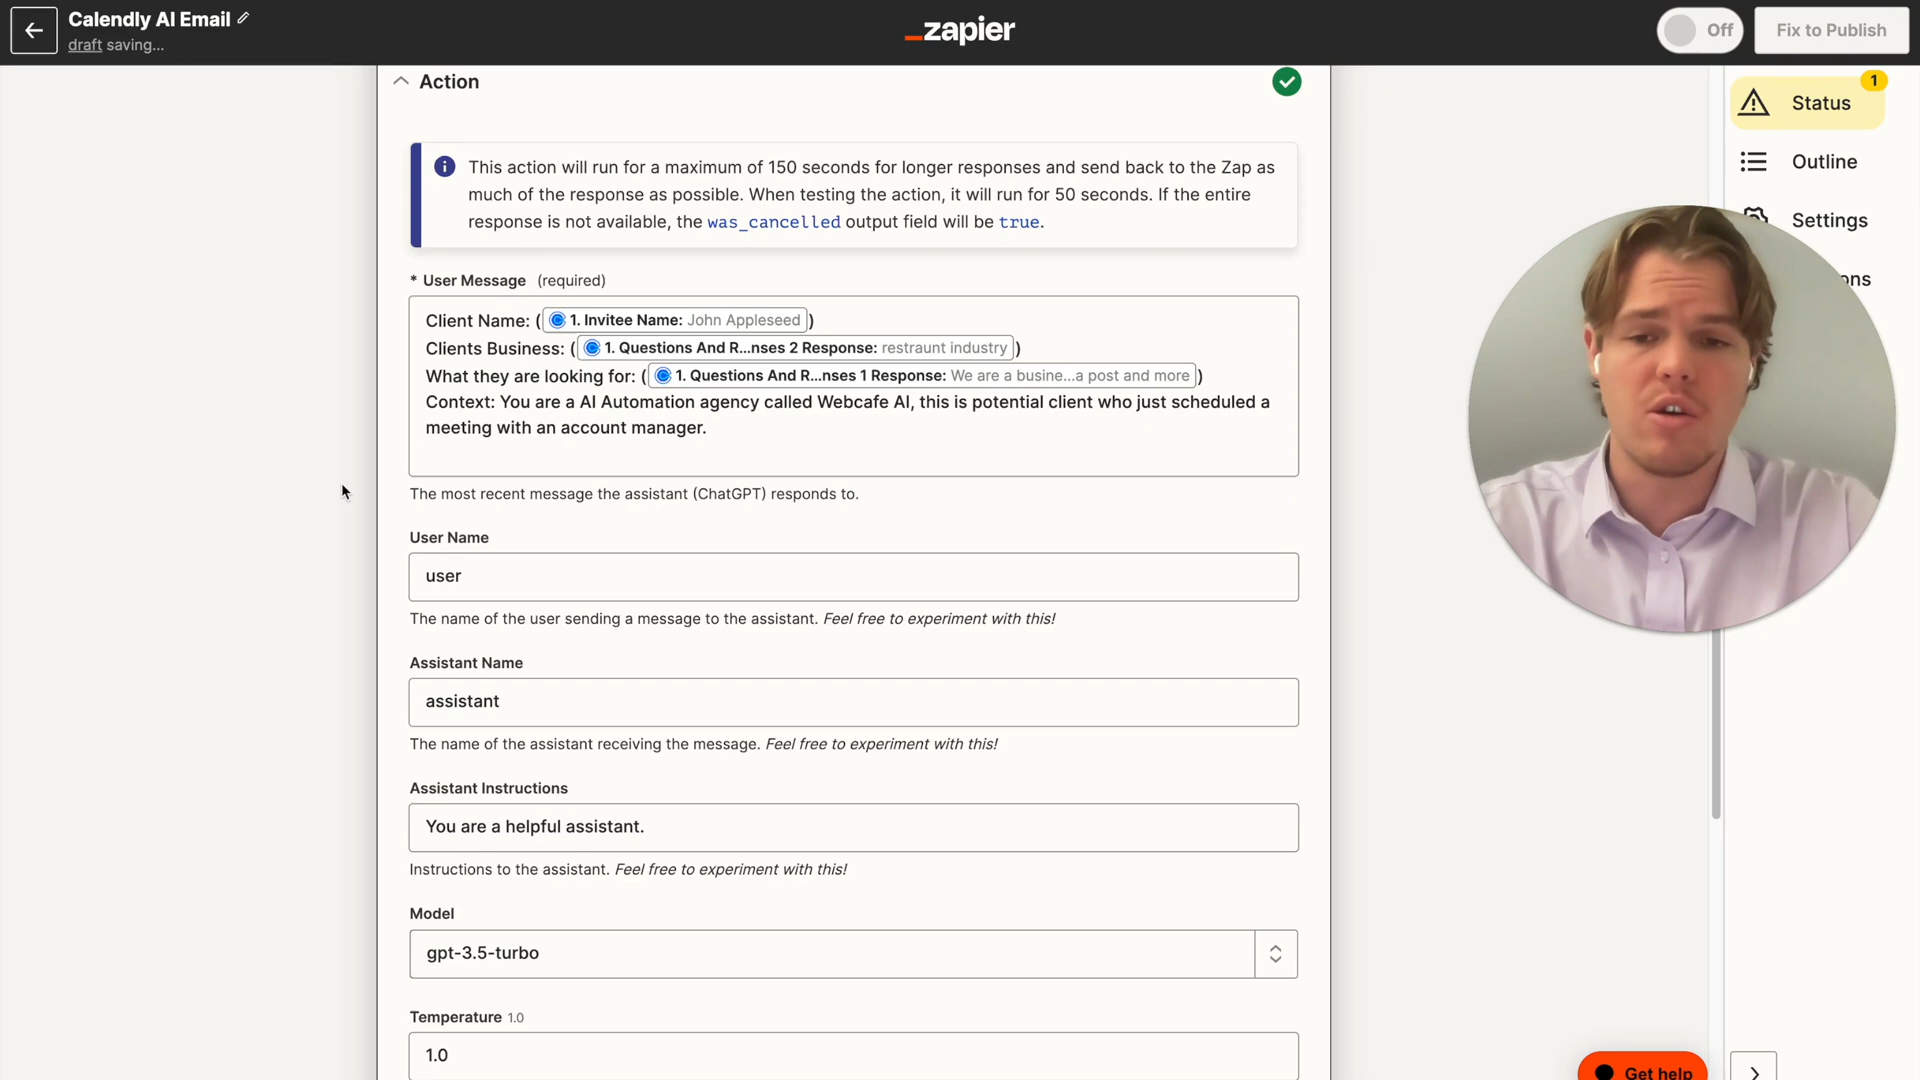 Calendly AI Email
draft saving...
zapier
Off
Fix to Publish
Action
1
Status
Outline
Settings
ons
This action will run for a maximum of 150 seconds for longer responses and send back to the Zap as
much of the response as possible. When testing the action, it will run for 50 seconds. If the entire
response is not available, the was_cancelled output field will be true.
* User Message (required)
Client Name: ( 1. Invitee Name: John Appleseed )
Clients Business: ( 1. Questions And R...nses 2 Response: restraunt industry )
What they are looking for: ( 1. Questions And R...nses 1 Response: We are a busine...a post and more )
Context: You are a AI Automation agency called Webcafe AI, this is potential client who just scheduled a
meeting with an account manager.
The most recent message the assistant (ChatGPT) responds to.
User Name
user
The name of the user sending a message to the assistant. Feel free to experiment with this!
Assistant Name
assistant
The name of the assistant receiving the message. Feel free to experiment with this!
Assistant Instructions
You are a helpful assistant.
Instructions to the assistant. Feel free to experiment with this!
Model
gpt-3.5-turbo
Temperature 1.0
1.0
Get help